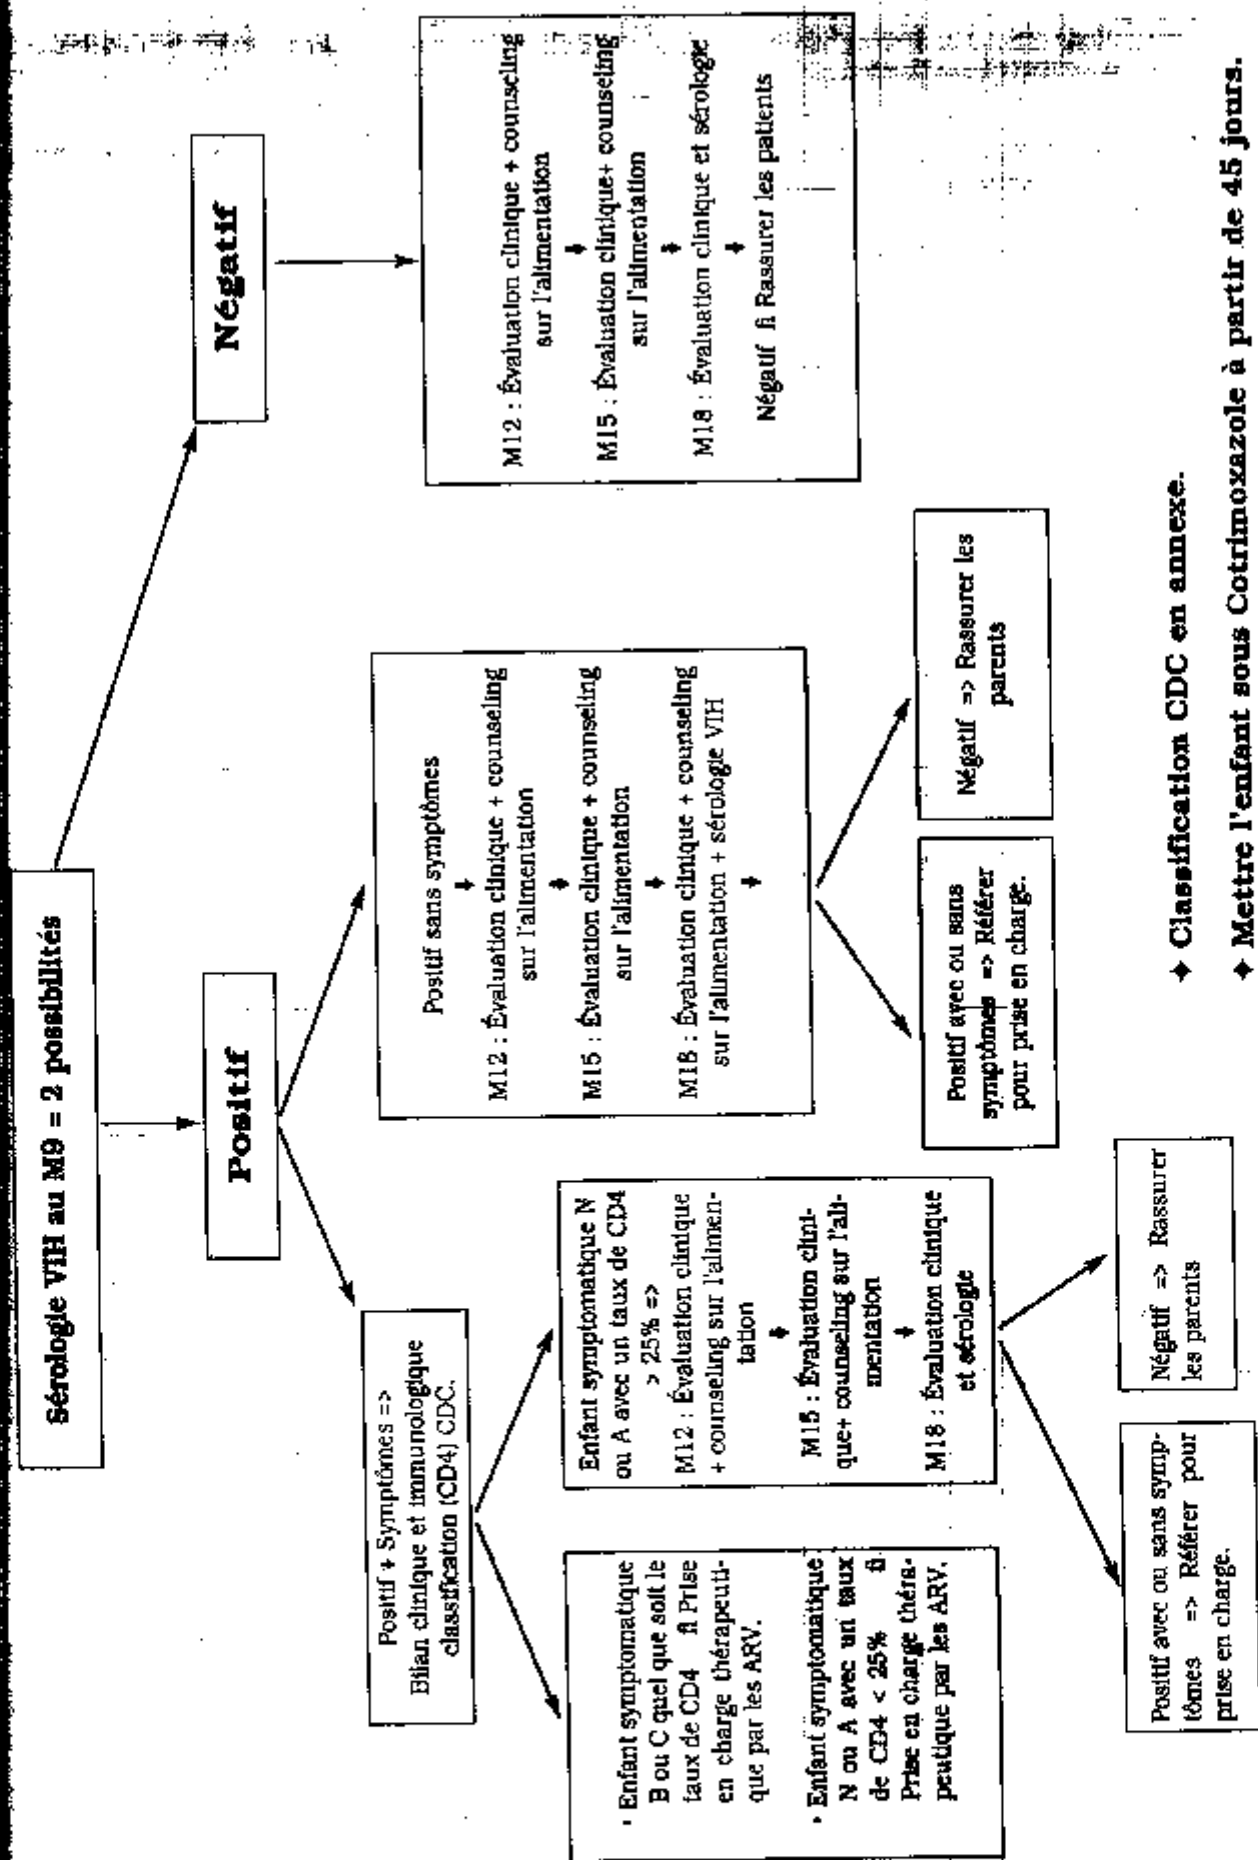 Sérologie VIH au M9 = 2 possibilités
Positif
Négatif
Positif + Symptômes =>
Bilan clinique et immunologique
classification (CD4) CDC.
Positif sans symptômes
M12 : Évaluation clinique + counseling
sur l'alimentation
M15 : Évaluation clinique + counseling
sur l'alimentation
M18 : Évaluation clinique + counseling
sur l'alimentation + sérologie VIH
M12 : Évaluation clinique + counseling
sur l'alimentation
M15 : Évaluation clinique+ counseling
sur l'alimentation
M18 : Évaluation clinique et sérologie
Négatif fi Rassurer les patients
· Enfant symptomatique
B ou C quel que soit le
taux de CD4 fi Prise
en charge thérapeuti-
que par les ARV.
· Enfant symptomatique
N ou A avec un taux
de CD4 < 25% fi
Prise en charge théra-
peutique par les ARV.
Enfant symptomatique N
ou A avec un taux de CD4
> 25% =>
M12 : Évaluation clinique
+ counseling sur l'alimen-
tation
M15 : Évaluation clini-
que+ counseling sur l'ali-
mentation
M18 : Évaluation clinique
et sérologie
Positif avec ou sans
symptômes => Référer
pour prise en charge.
Négatif => Rassurer les
parents
Positif avec ou sans symp-
tômes => Référer pour
prise en charge.
Négatif => Rassurer
les parents
◆ Classification CDC en annexe.
◆ Mettre l'enfant sous Cotrimoxazole à partir de 45 jours.